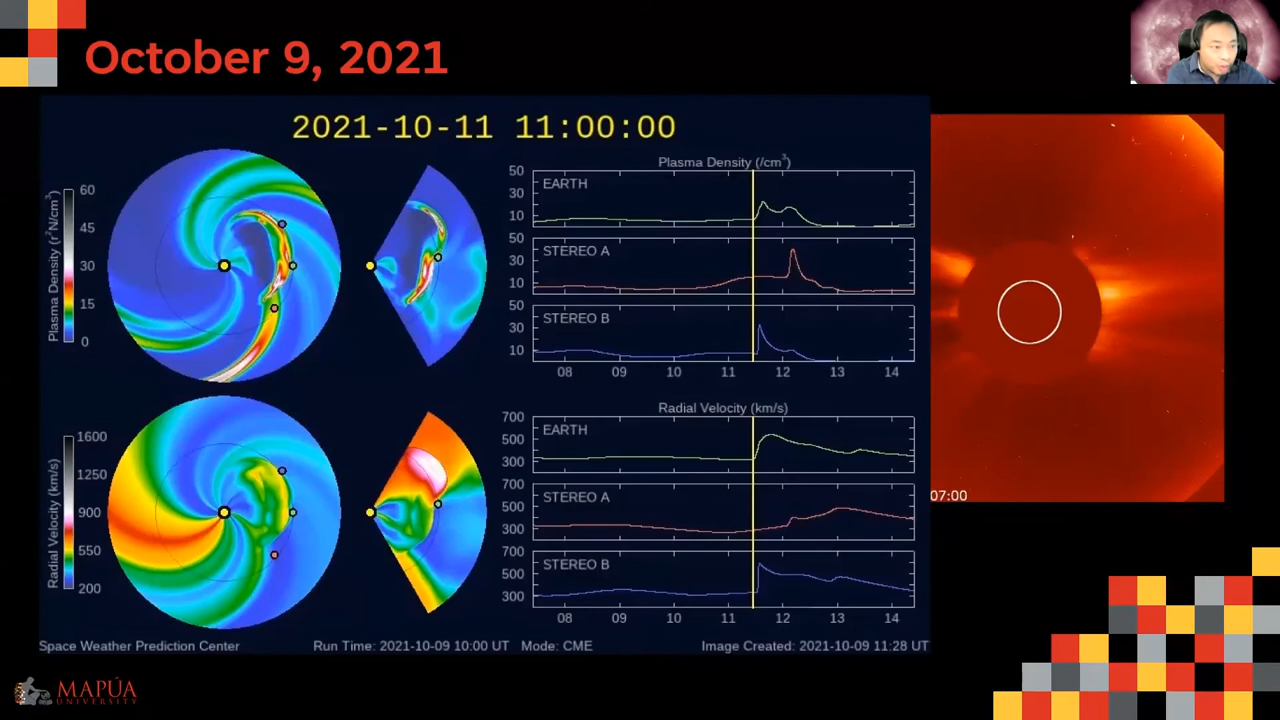 October 9, 2021
2021-10-11 11:00:00
Plasma Density (r²N/cm³)
60
45
30
15
0
Plasma Density (/cm³)
50
30
10
EARTH
50
30
10
STEREO A
50
30
10
STEREO B
08 09 10 11 12 13 14
Radial Velocity (km/s)
1600
1250
900
550
200
Radial Velocity (km/s)
700
500
300
EARTH
700
500
300
STEREO A
700
500
300
STEREO B
08 09 10 11 12 13 14
07:00
Space Weather Prediction Center Run Time: 2021-10-09 10:00 UT Mode: CME Image Created: 2021-10-09 11:28 UT
MAPÚA
UNIVERSITY